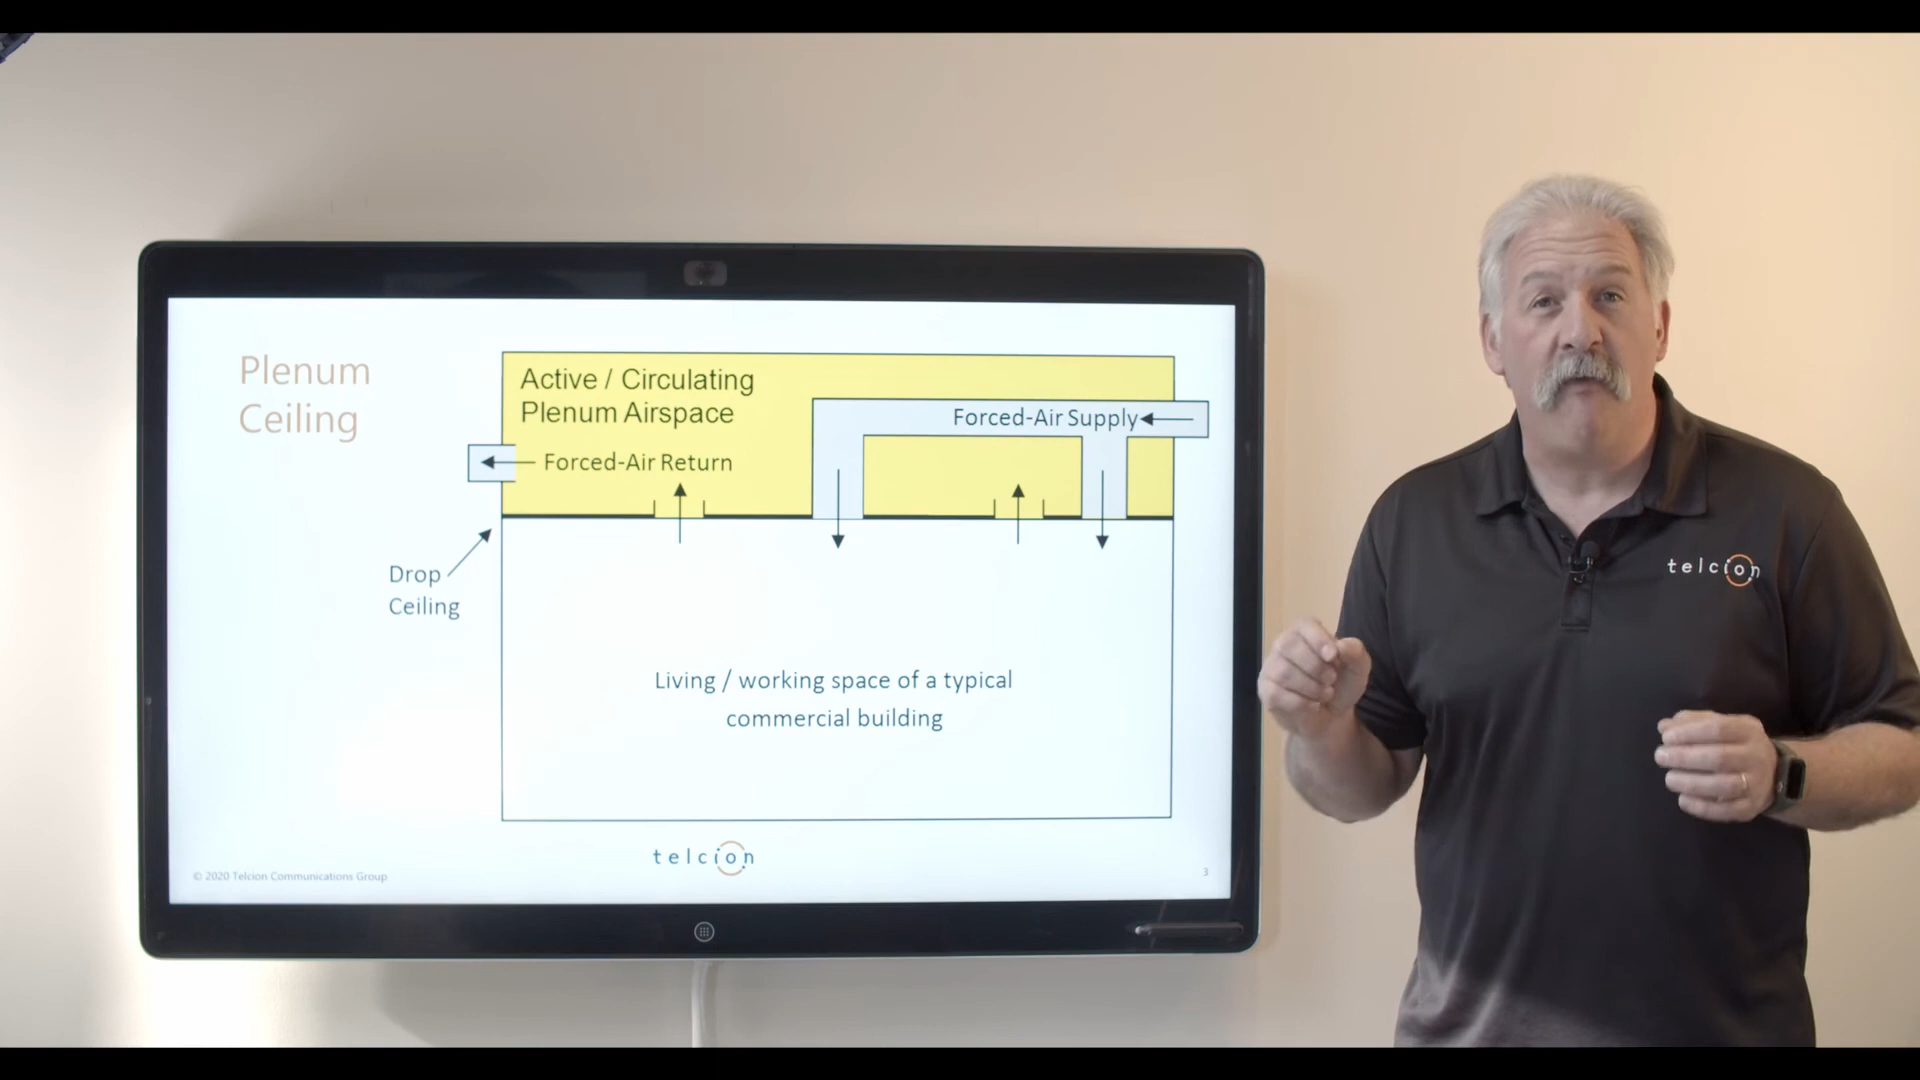 Plenum
Ceiling
Active / Circulating
Plenum Airspace
Forced-Air Supply
Forced-Air Return
Drop
Ceiling
Living / working space of a typical
commercial building
telcion
© 2020 Telcion Communications Group
3
telcion